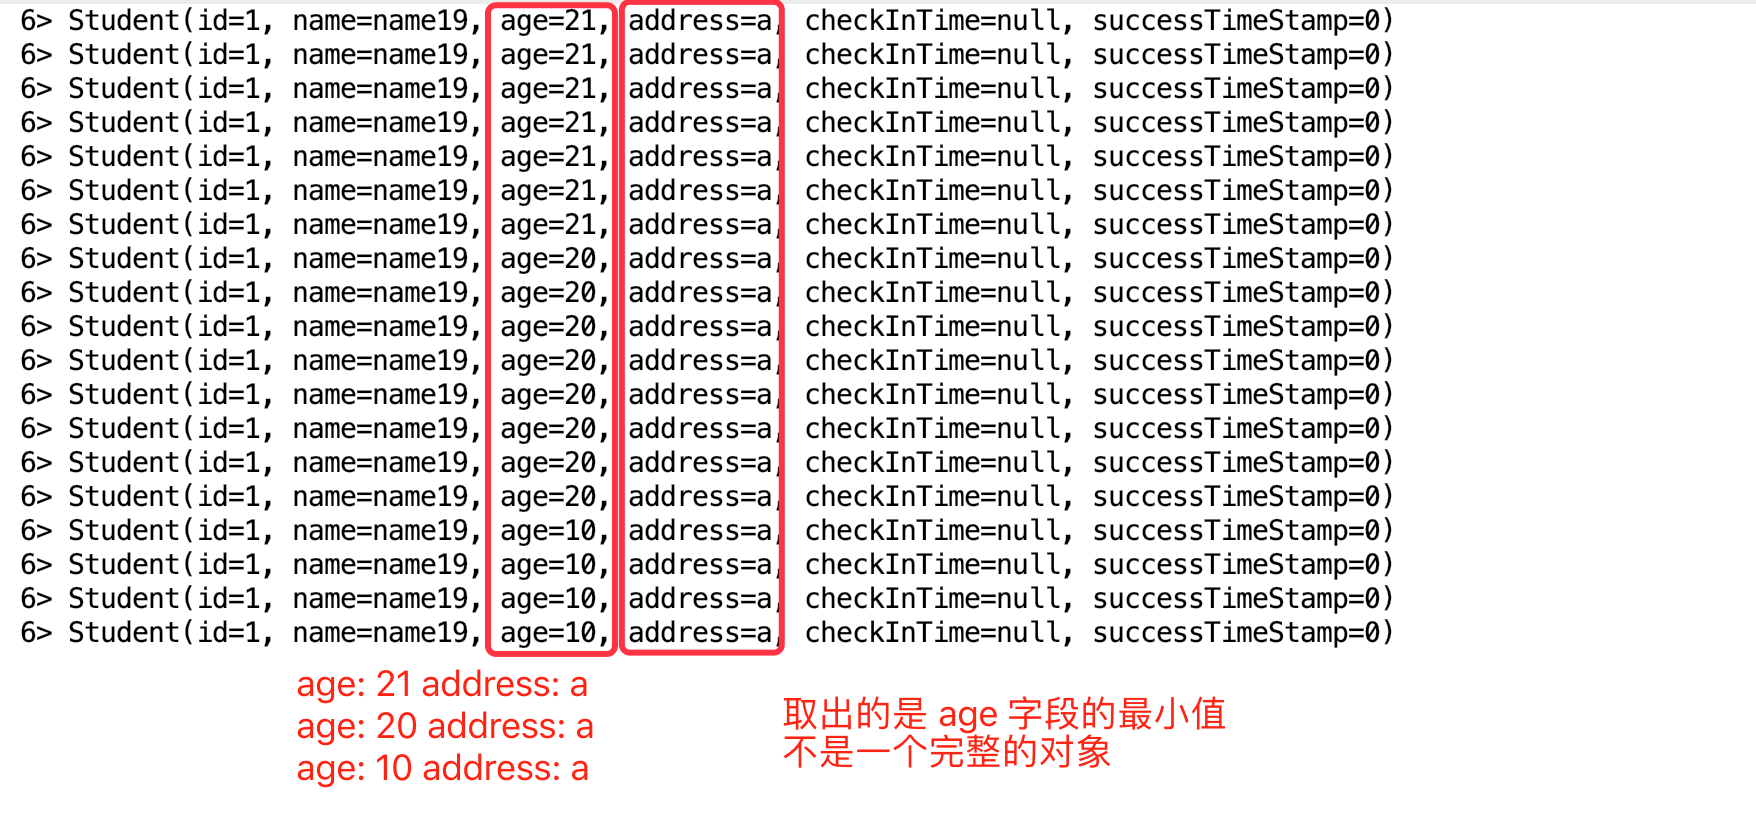 6> Student(id=1, name=name19, age=21, address=a, checkInTime=null, successTimeStamp=0)
6> Student(id=1, name=name19, age=21, address=a, checkInTime=null, successTimeStamp=0)
6> Student(id=1, name=name19, age=21, address=a, checkInTime=null, successTimeStamp=0)
6> Student(id=1, name=name19, age=21, address=a, checkInTime=null, successTimeStamp=0)
6> Student(id=1, name=name19, age=21, address=a, checkInTime=null, successTimeStamp=0)
6> Student(id=1, name=name19, age=21, address=a, checkInTime=null, successTimeStamp=0)
6> Student(id=1, name=name19, age=21, address=a, checkInTime=null, successTimeStamp=0)
6> Student(id=1, name=name19, age=20, address=a, checkInTime=null, successTimeStamp=0)
6> Student(id=1, name=name19, age=20, address=a, checkInTime=null, successTimeStamp=0)
6> Student(id=1, name=name19, age=20, address=a, checkInTime=null, successTimeStamp=0)
6> Student(id=1, name=name19, age=20, address=a, checkInTime=null, successTimeStamp=0)
6> Student(id=1, name=name19, age=20, address=a, checkInTime=null, successTimeStamp=0)
6> Student(id=1, name=name19, age=20, address=a, checkInTime=null, successTimeStamp=0)
6> Student(id=1, name=name19, age=20, address=a, checkInTime=null, successTimeStamp=0)
6> Student(id=1, name=name19, age=20, address=a, checkInTime=null, successTimeStamp=0)
6> Student(id=1, name=name19, age=10, address=a, checkInTime=null, successTimeStamp=0)
6> Student(id=1, name=name19, age=10, address=a, checkInTime=null, successTimeStamp=0)
6> Student(id=1, name=name19, age=10, address=a, checkInTime=null, successTimeStamp=0)
6> Student(id=1, name=name19, age=10, address=a, checkInTime=null, successTimeStamp=0)
age: 21 address: a
age: 20 address: a
age: 10 address: a
取出的是 age 字段的最小值
不是一个完整的对象